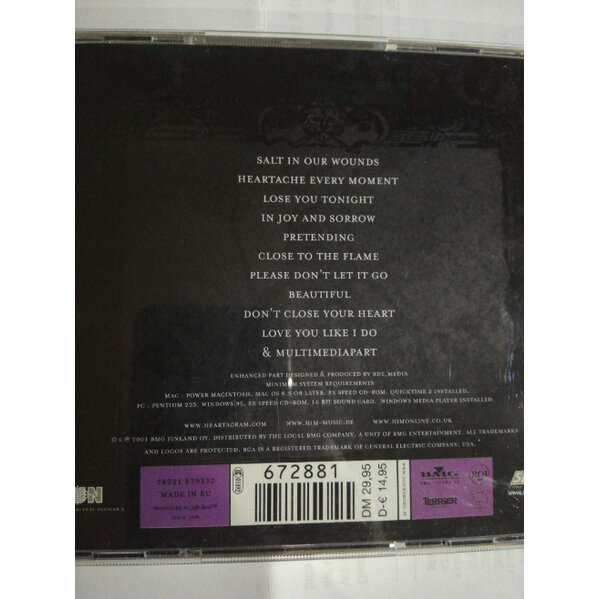 SALT IN OUR WOUNDS
HEARTACHE EVERY MOMENT
LOSE YOU TONIGHT
IN JOY AND SORROW
PRETENDING
CLOSE TO THE FLAME
PLEASE DON'T LET IT GO
BEAUTIFUL
DON'T CLOSE YOUR HEART
LOVE YOU LIKE I DO
& MULTIMEDIAPART
ENHANCED PART DESIGNED & PRODUCED BY RD2_MEDIA
MINIMUM SYSTEM REQUIREMENTS
MAC : POWER MACINTOSH, MAC OS 8.5 OR LATER, 8X SPEED CD-ROM, QUICKTIME 3 INSTALLED.
PC : PENTIUM 233, WINDOWS'95, 8X SPEED CD-ROM, 16 BIT SOUND CARD, WINDOWS MEDIA PLAYER INSTALLED.
WWW.HEARTAGRAM.COM WWW.HIM-MUSIC.DE WWW.HIMONLINE.CO.UK
℗ & © 2001 BMG FINLAND OY. DISTRIBUTED BY THE LOCAL BMG COMPANY, A UNIT OF BMG ENTERTAINMENT. ALL TRADEMARKS
AND LOGOS ARE PROTECTED. RCA IS A REGISTERED TRADEMARK OF GENERAL ELECTRIC COMPANY, USA.
74321 879332
MADE IN EU
672881
DM 29,95
D-€ 14,95
BMG
TERRIER